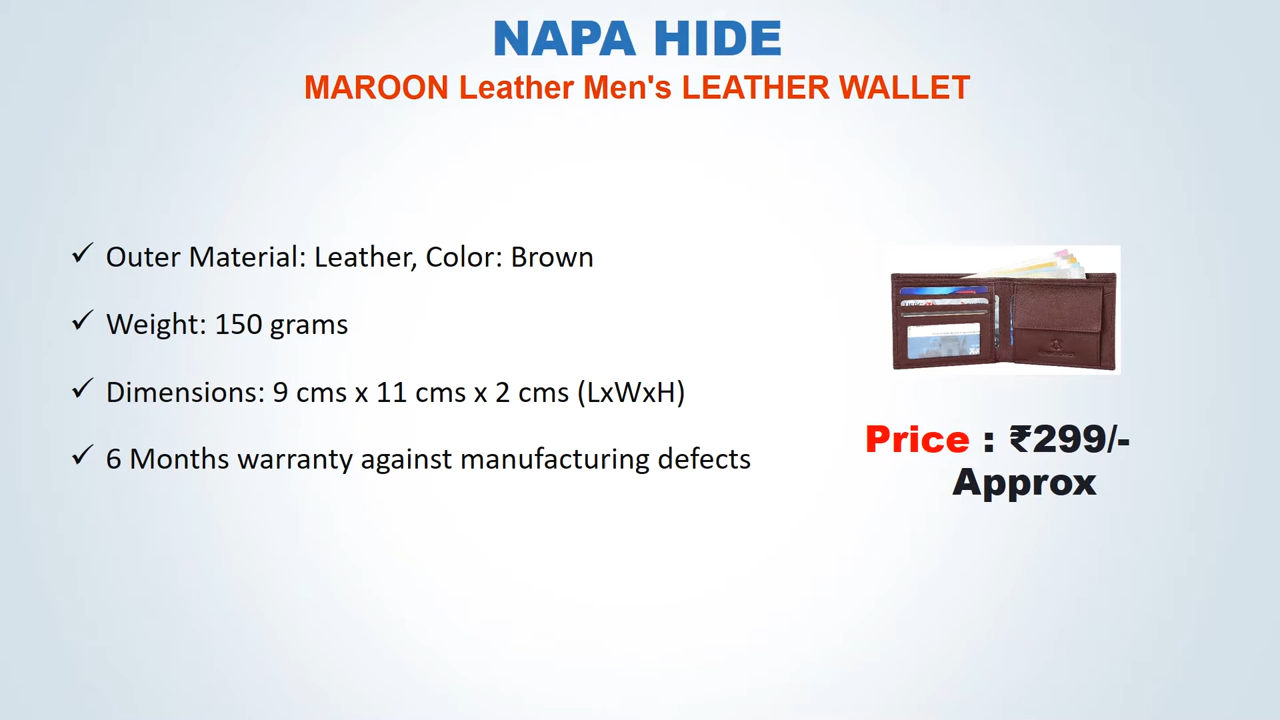 NAPA HIDE
MAROON Leather Men's LEATHER WALLET
✓ Outer Material: Leather, Color: Brown
✓ Weight: 150 grams
✓ Dimensions: 9 cms x 11 cms x 2 cms (LxWxH)
✓ 6 Months warranty against manufacturing defects
Price : ₹299/-
Approx